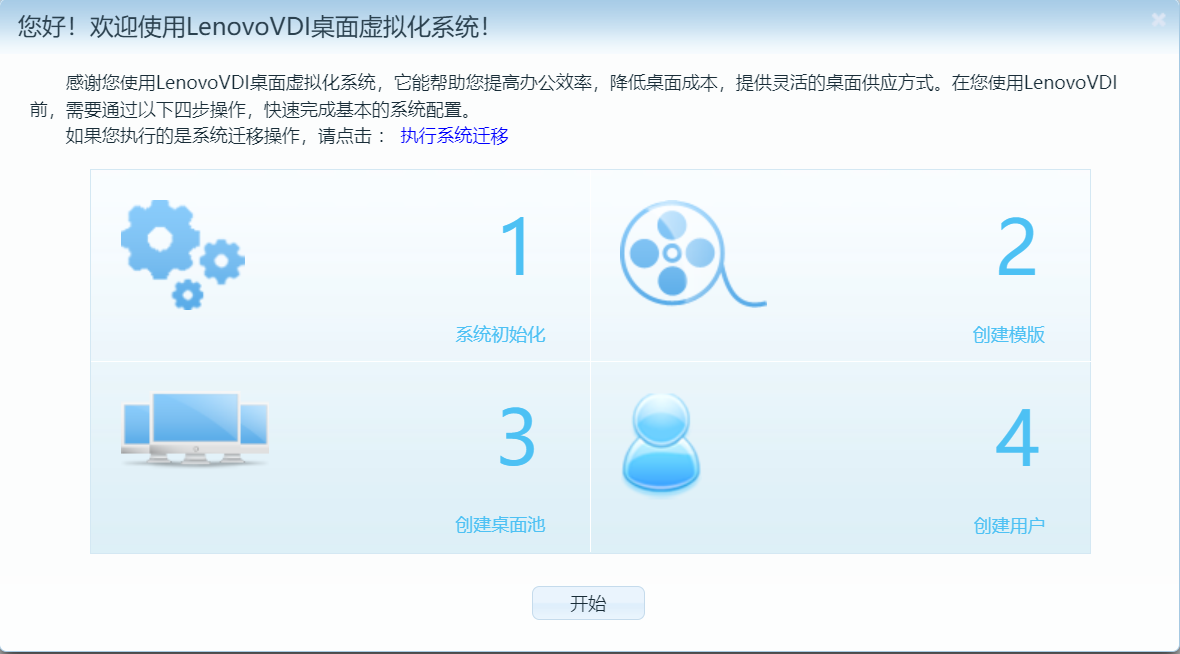 您好！欢迎使用LenovoVDI桌面虚拟化系统！
感谢您使用LenovoVDI桌面虚拟化系统，它能帮助您提高办公效率，降低桌面成本，提供灵活的桌面供应方式。在您使用LenovoVDI
前，需要通过以下四步操作，快速完成基本的系统配置。
如果您执行的是系统迁移操作，请点击： 执行系统迁移
1
系统初始化
2
创建模版
3
创建桌面池
4
创建用户
开始